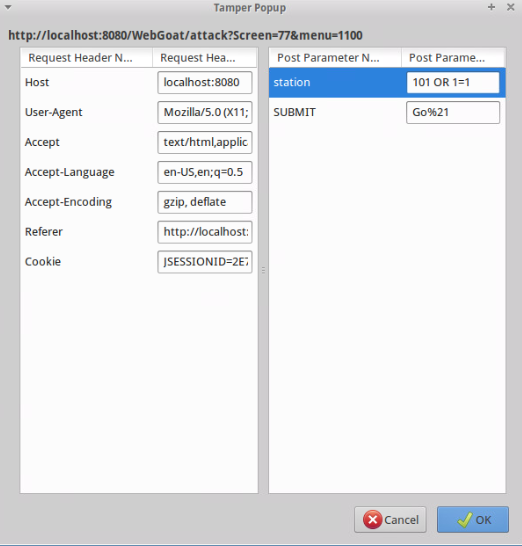 Tamper Popup
http://localhost:8080/WebGoat/attack?Screen=77&menu=1100
Request Header N... Request Hea... Post Parameter N... Post Parame...
Host localhost:8080 station 101 OR 1=1
User-Agent Mozilla/5.0 (X11; SUBMIT Go%21
Accept text/html,applic
Accept-Language en-US,en;q=0.5
Accept-Encoding gzip, deflate
Referer http://localhost:
Cookie JSESSIONID=2E7
Cancel OK